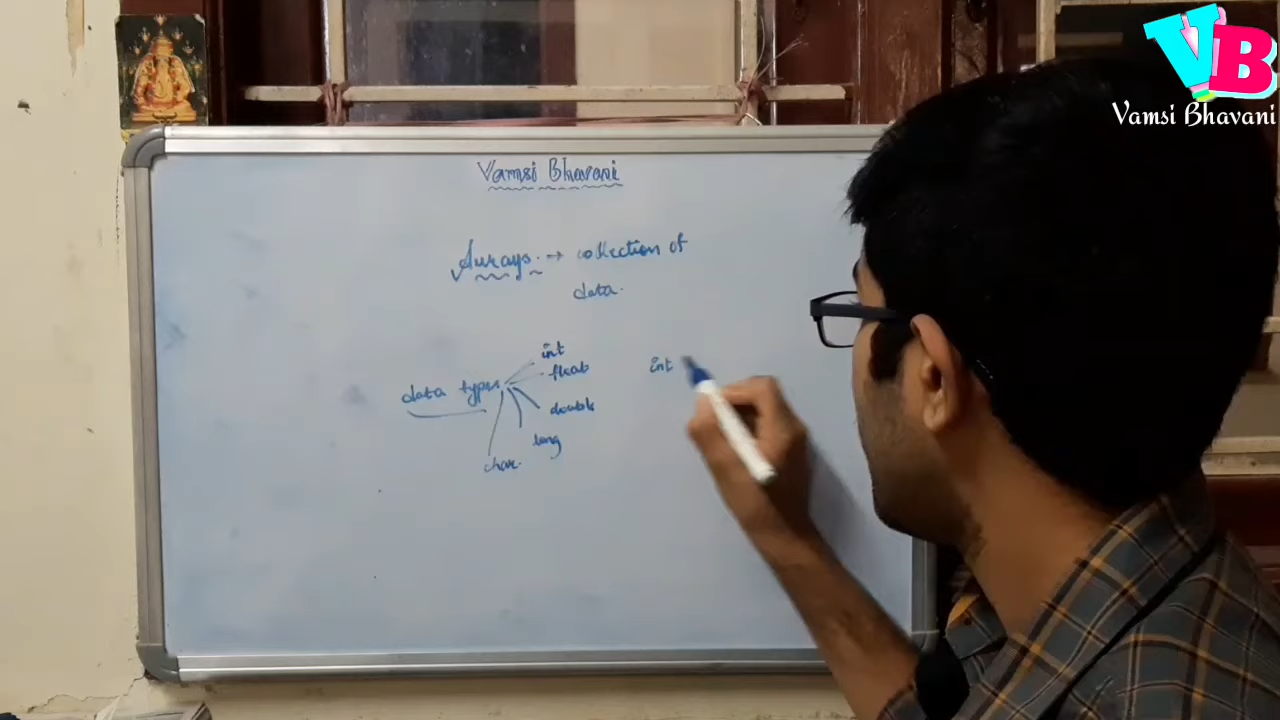 VB
Vamsi Bhavani
Vamsi Bhavani
Arrays. → collection of
data.
data types
int
float
double
long
char.
int